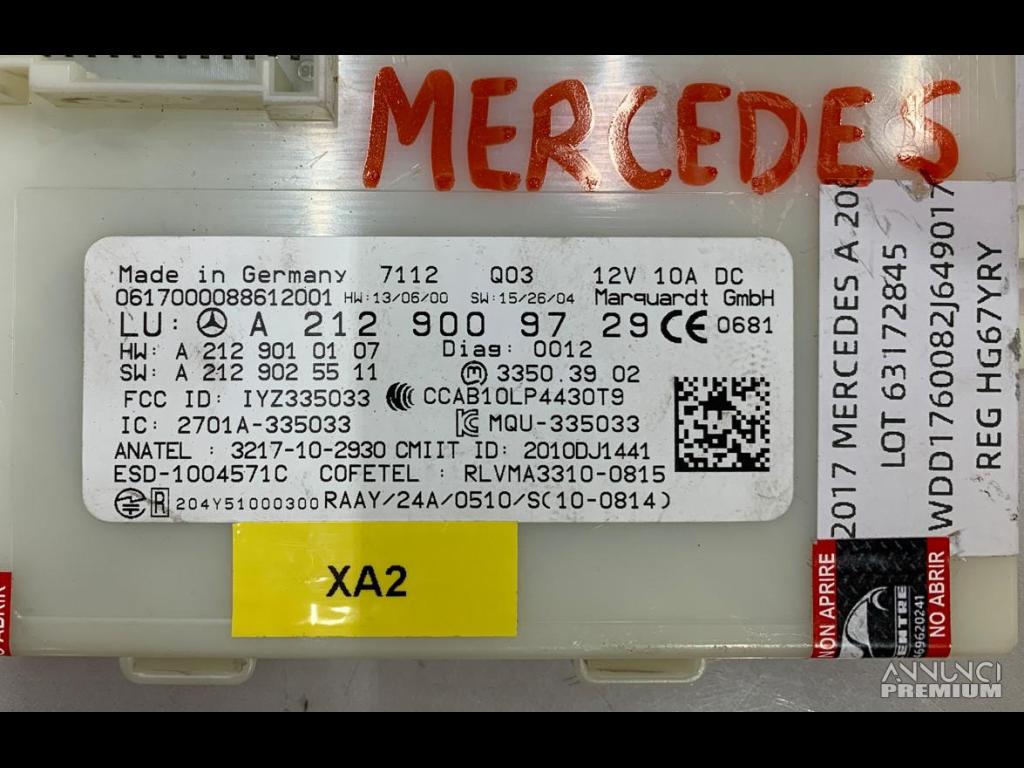 MERCEDES
Made in Germany 7112 Q03 12V 10A DC
0617000088612001 HW:13/06/00 SW:15/26/04 Marquardt GmbH
LU: A 212 900 97 29 CE 0681
HW: A 212 901 01 07 Diag: 0012
SW: A 212 902 55 11 3350.39 02
FCC ID: IYZ335033 CCAB10LP4430T9
IC: 2701A-335033 MQU-335033
ANATEL : 3217-10-2930 CMIIT ID: 2010DJ1441
ESD-1004571C COFETEL : RLVMA3310-0815
R 204Y51000300 RAAY/24A/0510/S(10-0814)
XA2
2017 MERCEDES A 20
LOT 63172845
WDD1760082J649017
REG HG67YRY
NON APRIRE
ENTRE
69620241
NO ABRIR
ABRIR
ANNUNCI
PREMIUM